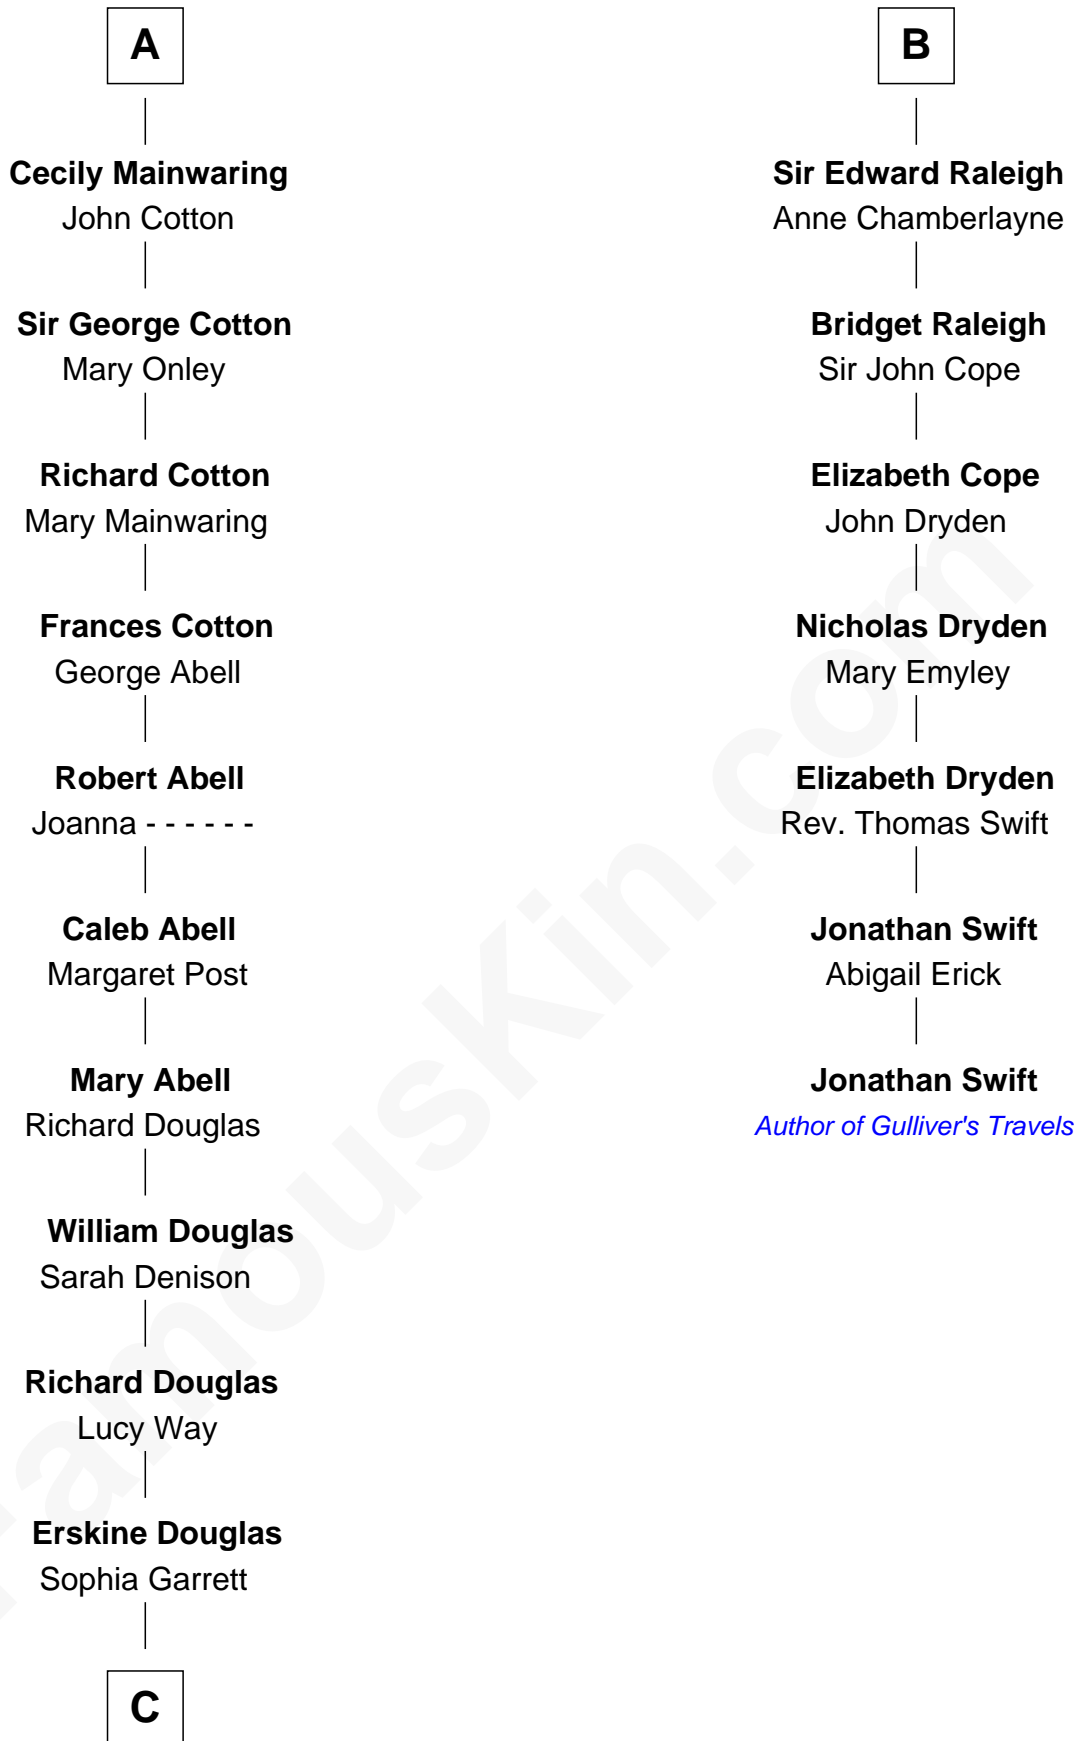 A
Cecily Mainwaring
John Cotton
Sir George Cotton
Mary Onley
Richard Cotton
Mary Mainwaring
Frances Cotton
George Abell
Robert Abell
Joanna - - - - - -
Caleb Abell
Margaret Post
Mary Abell
Richard Douglas
William Douglas
Sarah Denison
Richard Douglas
Lucy Way
Erskine Douglas
Sophia Garrett
C
B
Sir Edward Raleigh
Anne Chamberlayne
Bridget Raleigh
Sir John Cope
Elizabeth Cope
John Dryden
Nicholas Dryden
Mary Emyley
Elizabeth Dryden
Rev. Thomas Swift
Jonathan Swift
Abigail Erick
Jonathan Swift
Author of Gulliver's Travels
FamousKin.com